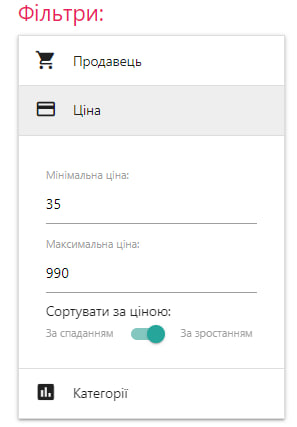 Фільтри:
Продавець
Ціна
Мінімальна ціна:
35
Максимальна ціна:
990
Сортувати за ціною:
За спаданням За зростанням
Категорії